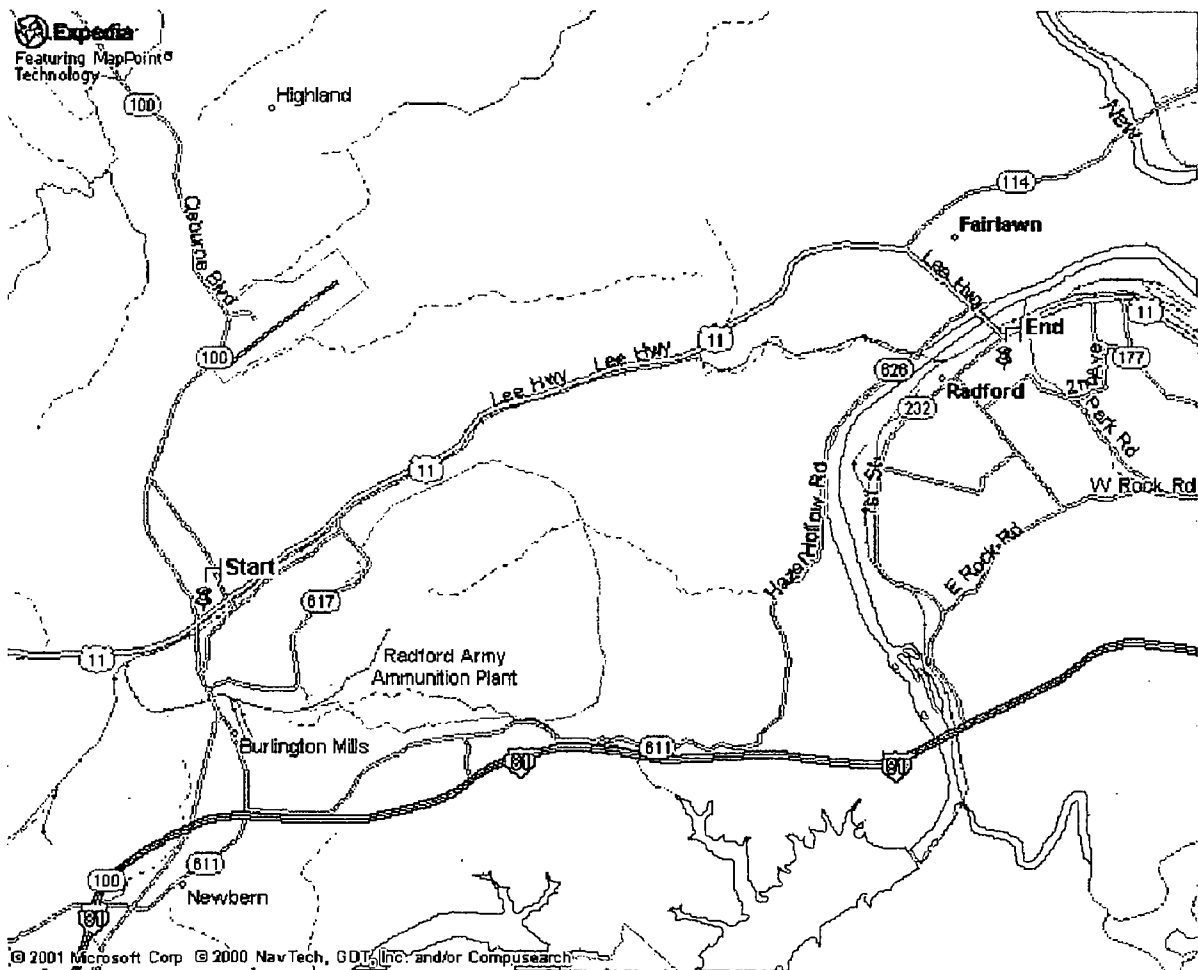 Expedia
Featuring MapPoint®
Technology
100
Highland
New
114
Osburne Blvd
Fairlawn
Lee Hwy
11
End
100
11
Lee Hwy
Lee Hwy
626
177
2nd Ave
Radford
232
Park Rd
11
1st St
W Rock Rd
Hazel Hollow Rd
Start
E Rock Rd
617
11
Radford Army
Ammunition Plant
Burlington Mills
611
81
81
611
100
Newbern
81
© 2001 Microsoft Corp © 2000 NavTech, GDT, Inc. and/or Compusearch